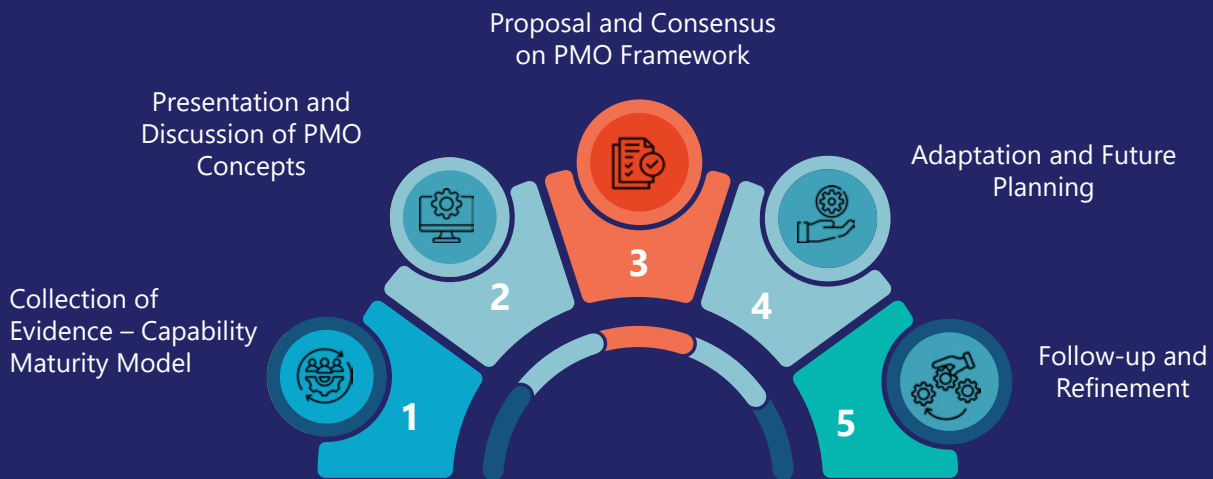 Proposal and Consensus
on PMO Framework
Presentation and
Discussion of PMO
Concepts
Adaptation and Future
Planning
Collection of
Evidence – Capability
Maturity Model
Follow-up and
Refinement
1
2
3
4
5